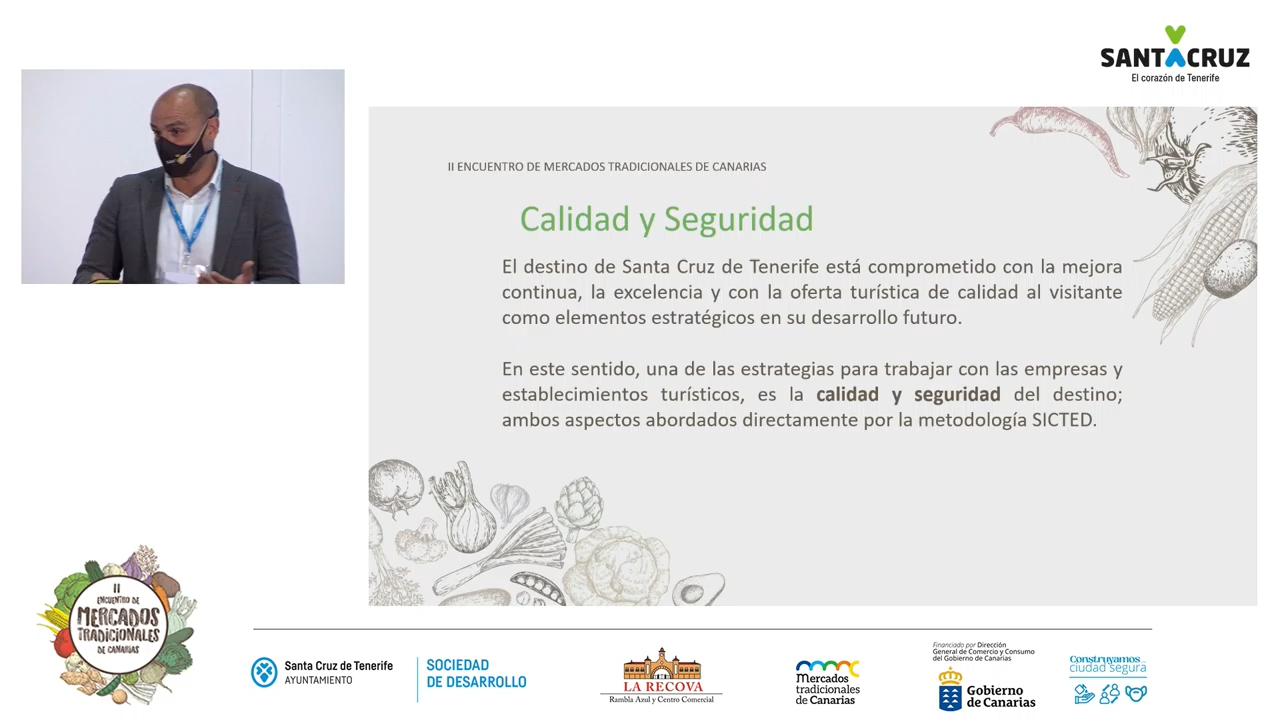 SANTACRUZ
El corazón de Tenerife
II ENCUENTRO DE MERCADOS TRADICIONALES DE CANARIAS
Calidad y Seguridad
El destino de Santa Cruz de Tenerife está comprometido con la mejora
continua, la excelencia y con la oferta turística de calidad al visitante
como elementos estratégicos en su desarrollo futuro.
En este sentido, una de las estrategias para trabajar con las empresas y
establecimientos turísticos, es la calidad y seguridad del destino;
ambos aspectos abordados directamente por la metodología SICTED.
II
ENCUENTRO DE
MERCADOS
TRADICIONALES
DE CANARIAS
Santa Cruz de Tenerife
AYUNTAMIENTO
SOCIEDAD
DE DESARROLLO
LA RECOVA
Rambla Azul y Centro Comercial
Mercados
tradicionales
de Canarias
Financiado por Dirección
General de Comercio y Consumo
del Gobierno de Canarias
Gobierno
de Canarias
Construyamos
ciudad segura